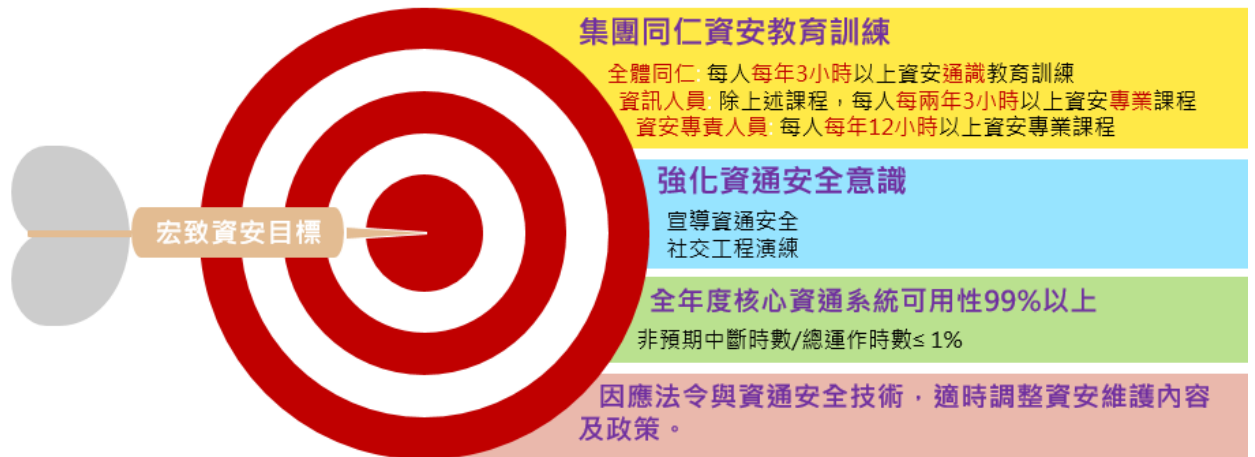 集團同仁資安教育訓練
全體同仁: 每人每年3小時以上資安通識教育訓練
資訊人員: 除上述課程，每人每兩年3小時以上資安專業課程
資安專責人員: 每人每年12小時以上資安專業課程
強化資通安全意識
宣導資通安全
社交工程演練
宏致資安目標
全年度核心資通系統可用性99%以上
非預期中斷時數/總運作時數≤ 1%
因應法令與資通安全技術，適時調整資安維護內容
及政策。